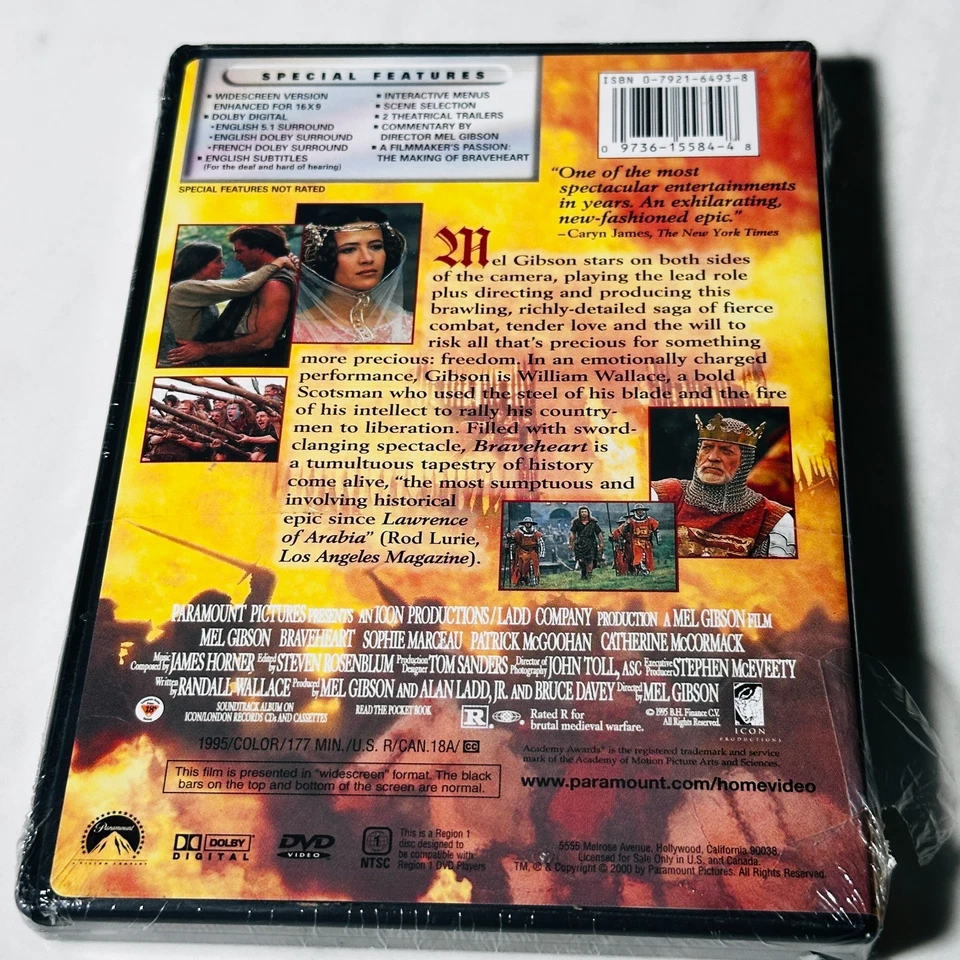 SPECIAL FEATURES
▪ WIDESCREEN VERSION
ENHANCED FOR 16X9
▪ DOLBY DIGITAL
•ENGLISH 5.1 SURROUND
•ENGLISH DOLBY SURROUND
•FRENCH DOLBY SURROUND
▪ ENGLISH SUBTITLES
(For the deaf and hard of hearing)
▪ INTERACTIVE MENUS
▪ SCENE SELECTION
▪ 2 THEATRICAL TRAILERS
▪ COMMENTARY BY
DIRECTOR MEL GIBSON
▪ A FILMMAKER'S PASSION:
THE MAKING OF BRAVEHEART
SPECIAL FEATURES NOT RATED
ISBN 0-7921-6493-8
0 9736-15584-4 8
"One of the most
spectacular entertainments
in years. An exhilarating,
new-fashioned epic."
–Caryn James, The New York Times
Mel Gibson stars on both sides
of the camera, playing the lead role
plus directing and producing this
brawling, richly-detailed saga of fierce
combat, tender love and the will to
risk all that's precious for something
more precious: freedom. In an emotionally charged
performance, Gibson is William Wallace, a bold
Scotsman who used the steel of his blade and the fire
of his intellect to rally his country-
men to liberation. Filled with sword-
clanging spectacle, Braveheart is
a tumultuous tapestry of history
come alive, "the most sumptuous and
involving historical
epic since Lawrence
of Arabia" (Rod Lurie,
Los Angeles Magazine).
PARAMOUNT PICTURES PRESENTS AN ICON PRODUCTIONS/LADD COMPANY PRODUCTION A MEL GIBSON FILM
MEL GIBSON BRAVEHEART SOPHIE MARCEAU PATRICK McGOOHAN CATHERINE McCORMACK
Music Composed by JAMES HORNER Edited by STEVEN ROSENBLUM Production Designer TOM SANDERS Director of Photography JOHN TOLL, ASC Executive Producer STEPHEN McEVEETY
Written by RANDALL WALLACE Produced by MEL GIBSON AND ALAN LADD, JR. AND BRUCE DAVEY Directed by MEL GIBSON
18
SOUNDTRACK ALBUM ON
ICON/LONDON RECORDS CDs AND CASSETTES
READ THE POCKET BOOK
R
Rated R for
brutal medieval warfare.
© 1995 B.H. Finance C.V.
All Rights Reserved.
ICON
PRODUCTIONS
1995/COLOR/177 MIN./U.S. R/CAN.18A/ CC
Academy Awards® is the registered trademark and service
mark of the Academy of Motion Picture Arts and Sciences.
This film is presented in "widescreen" format. The black
bars on the top and bottom of the screen are normal.
www.paramount.com/homevideo
Paramount
DOLBY
DIGITAL
DVD
VIDEO
1
NTSC
This is a Region 1
disc designed to
be compatible with
Region 1 DVD Players
5555 Melrose Avenue, Hollywood, California 90038.
Licensed for Sale Only in U.S. and Canada.
TM, ® & Copyright © 2000 by Paramount Pictures. All Rights Reserved.